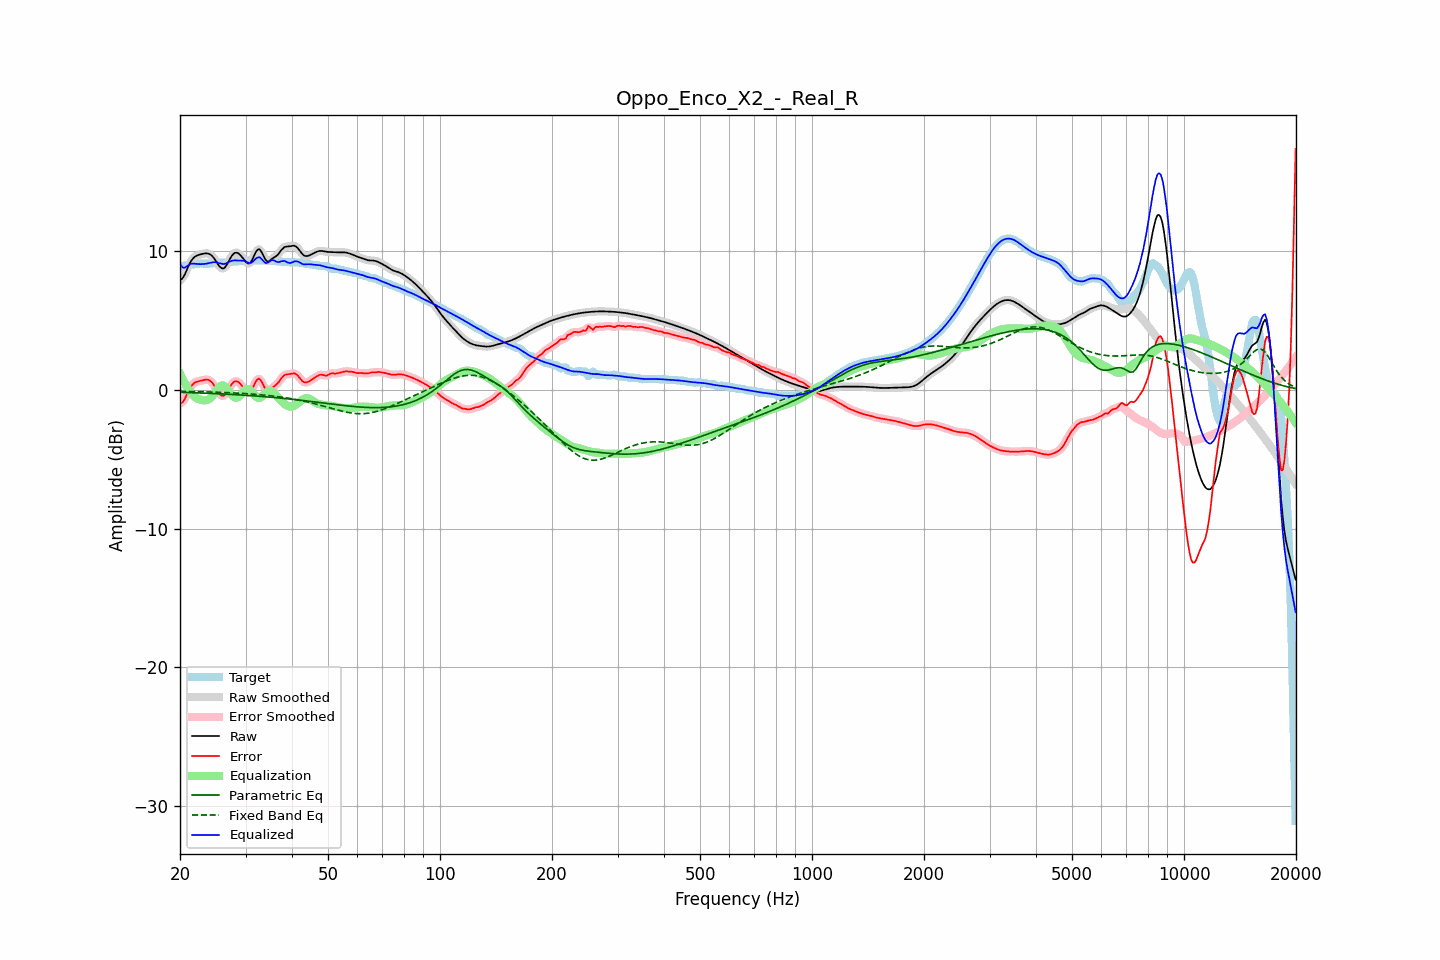 Oppo_Enco_X2_-_Real_R
Amplitude (dBr)
10
0
−10
−20
−30
Target
Raw Smoothed
Error Smoothed
Raw
Error
Equalization
Parametric Eq
Fixed Band Eq
Equalized
20
50
100
200
500
1000
2000
5000
10000
20000
Frequency (Hz)